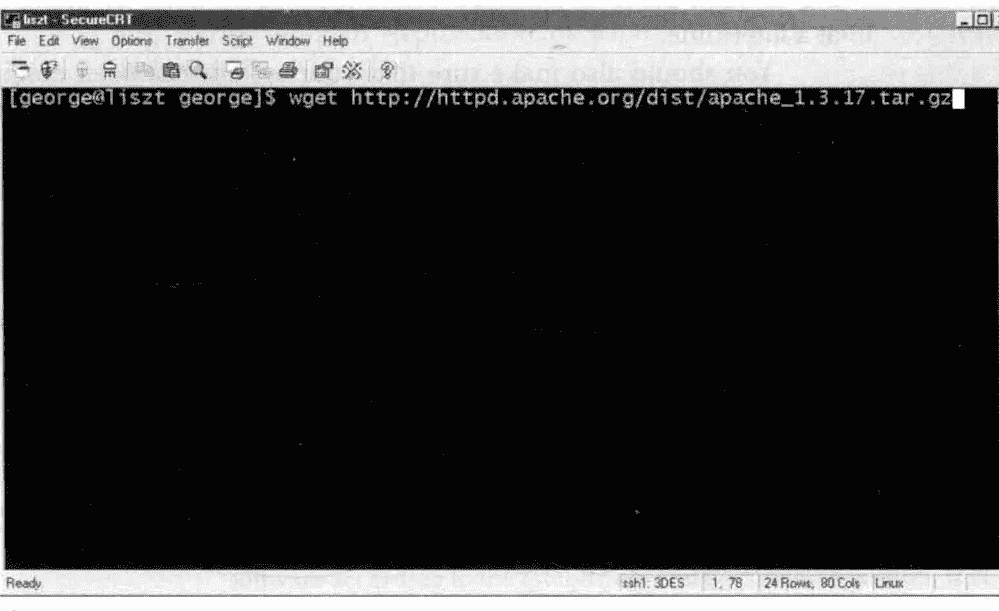 liszt - SecureCRT
File Edit View Options Transfer Script Window Help
[george@liszt george]$ wget http://httpd.apache.org/dist/apache_1.3.17.tar.gz
Ready ssh1: 3DES 1, 78 24 Rows, 80 Cols Linux